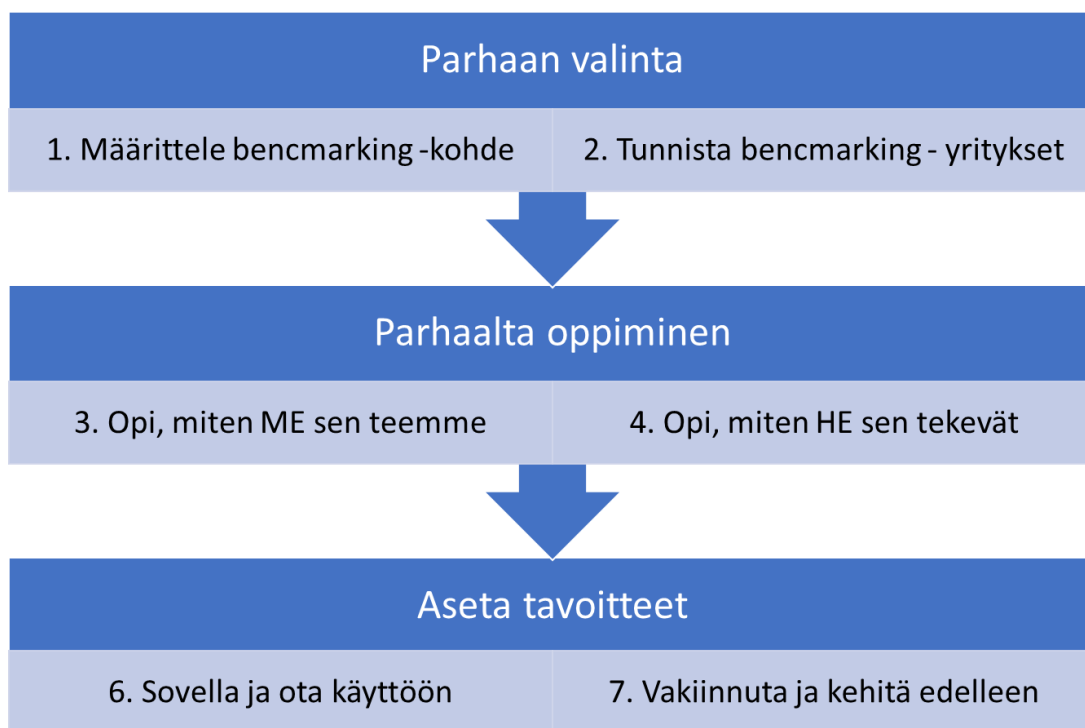 Parhaan valinta
1. Määrittele bencmarking -kohde
2. Tunnista bencmarking - yritykset
Parhaalta oppiminen
3. Opi, miten ME sen teemme
4. Opi, miten HE sen tekevät
Aseta tavoitteet
6. Sovella ja ota käyttöön
7. Vakiinnuta ja kehitä edelleen